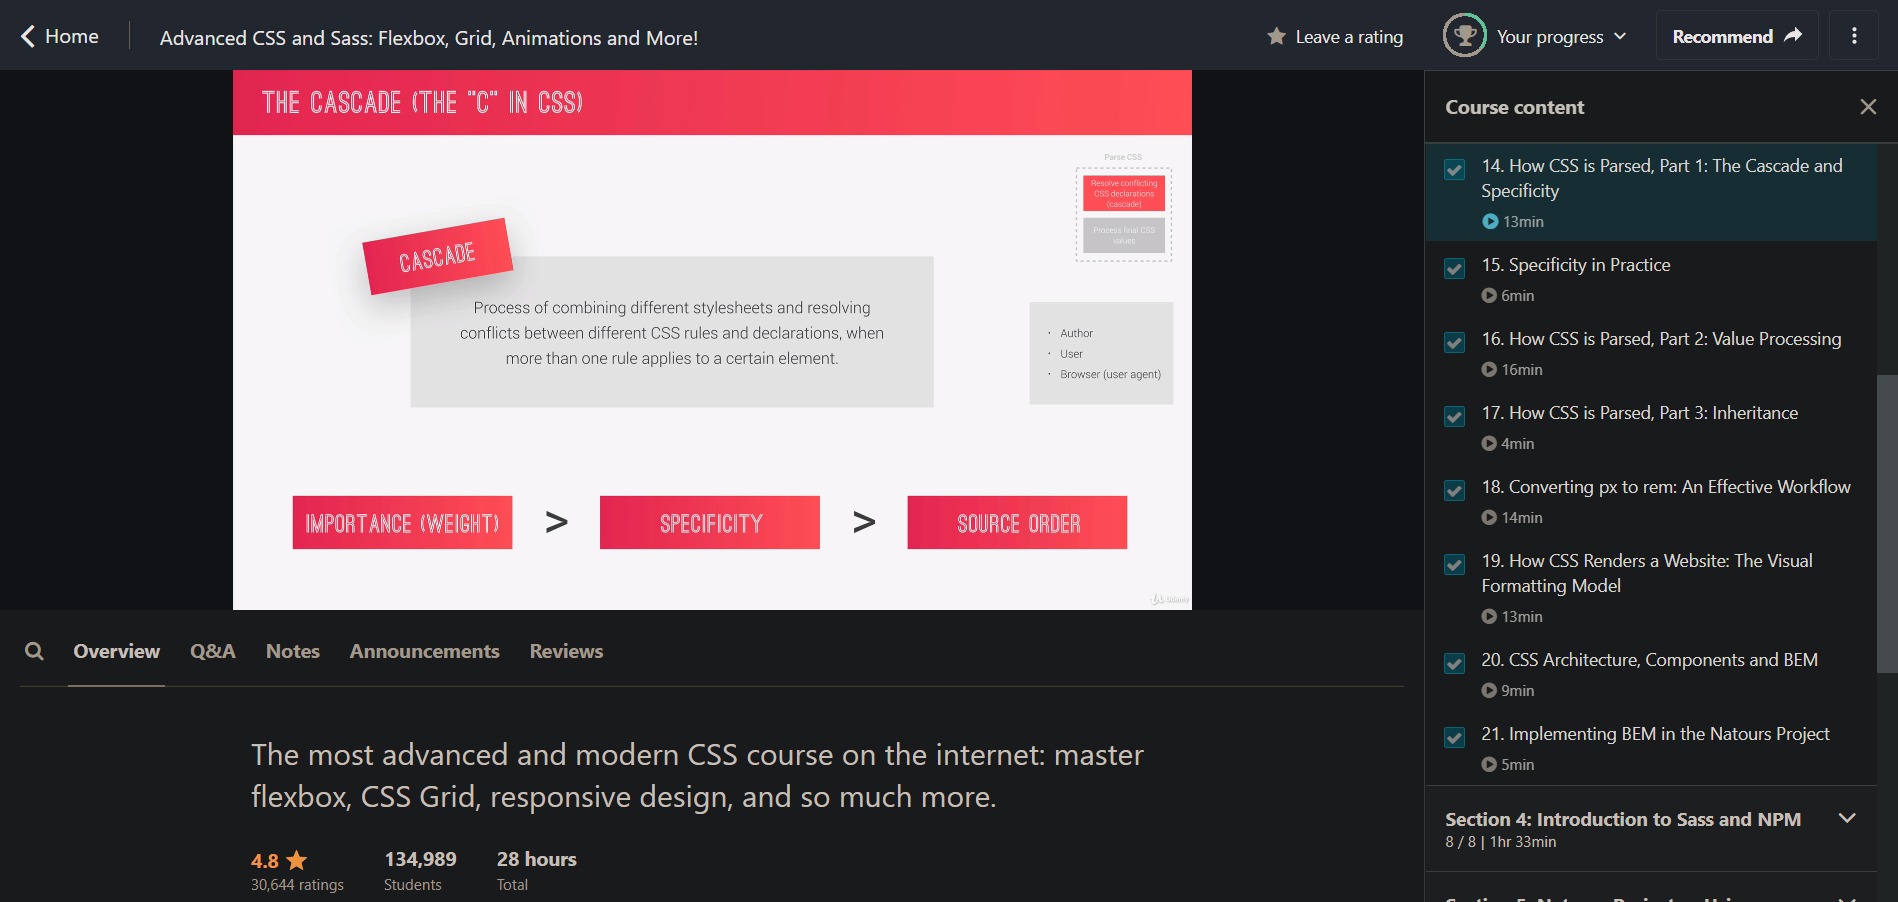 Home
Advanced CSS and Sass: Flexbox, Grid, Animations and More!
Leave a rating
Your progress
Recommend
THE CASCADE (THE "C" IN CSS)
Parse CSS
Resolve conflicting
CSS declarations
(cascade)
Process final CSS
values
CASCADE
Process of combining different stylesheets and resolving
conflicts between different CSS rules and declarations, when
more than one rule applies to a certain element.
· Author
· User
· Browser (user agent)
IMPORTANCE (WEIGHT) > SPECIFICITY > SOURCE ORDER
Udemy
Overview
Q&A
Notes
Announcements
Reviews
The most advanced and modern CSS course on the internet: master
flexbox, CSS Grid, responsive design, and so much more.
4.8
30,644 ratings
134,989
Students
28 hours
Total
Course content
14. How CSS is Parsed, Part 1: The Cascade and
Specificity
13min
15. Specificity in Practice
6min
16. How CSS is Parsed, Part 2: Value Processing
16min
17. How CSS is Parsed, Part 3: Inheritance
4min
18. Converting px to rem: An Effective Workflow
14min
19. How CSS Renders a Website: The Visual
Formatting Model
13min
20. CSS Architecture, Components and BEM
9min
21. Implementing BEM in the Natours Project
5min
Section 4: Introduction to Sass and NPM
8 / 8 | 1hr 33min